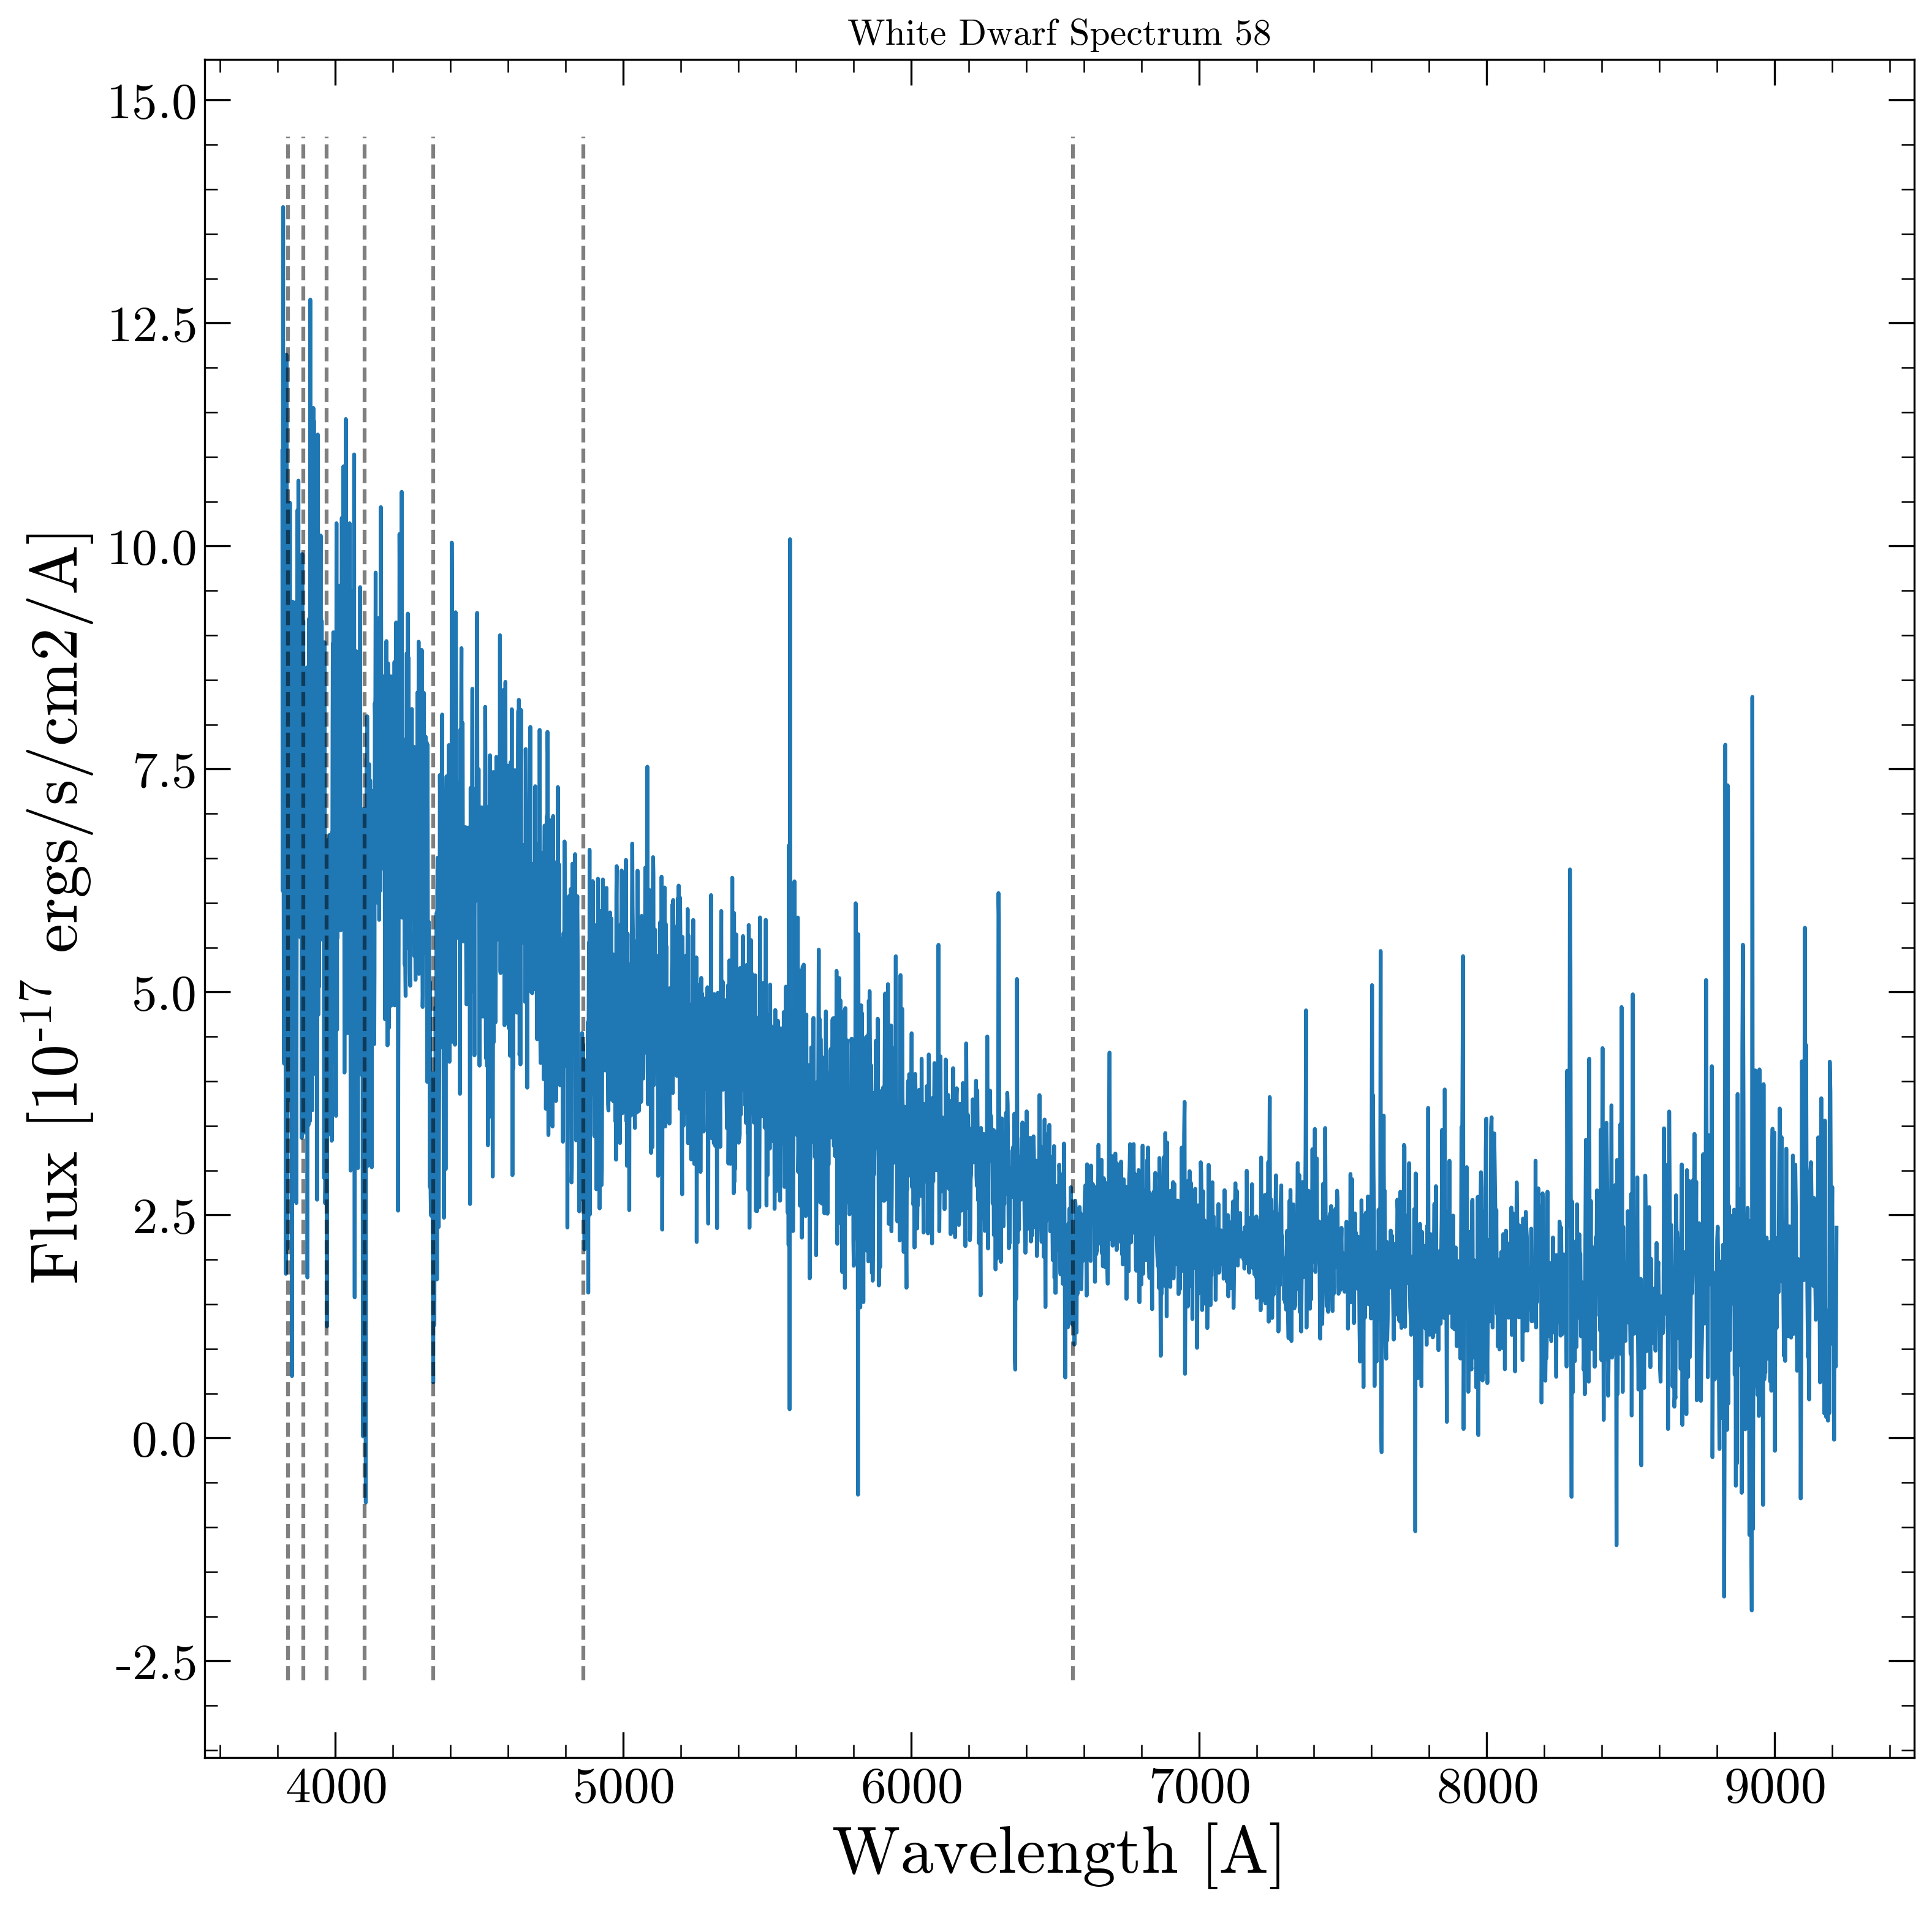 White Dwarf Spectrum 58
15.0
12.5
10.0
7.5
5.0
2.5
0.0
-2.5
Flux [10-17 ergs/s/cm2/A]
4000 5000 6000 7000 8000 9000
Wavelength [A]